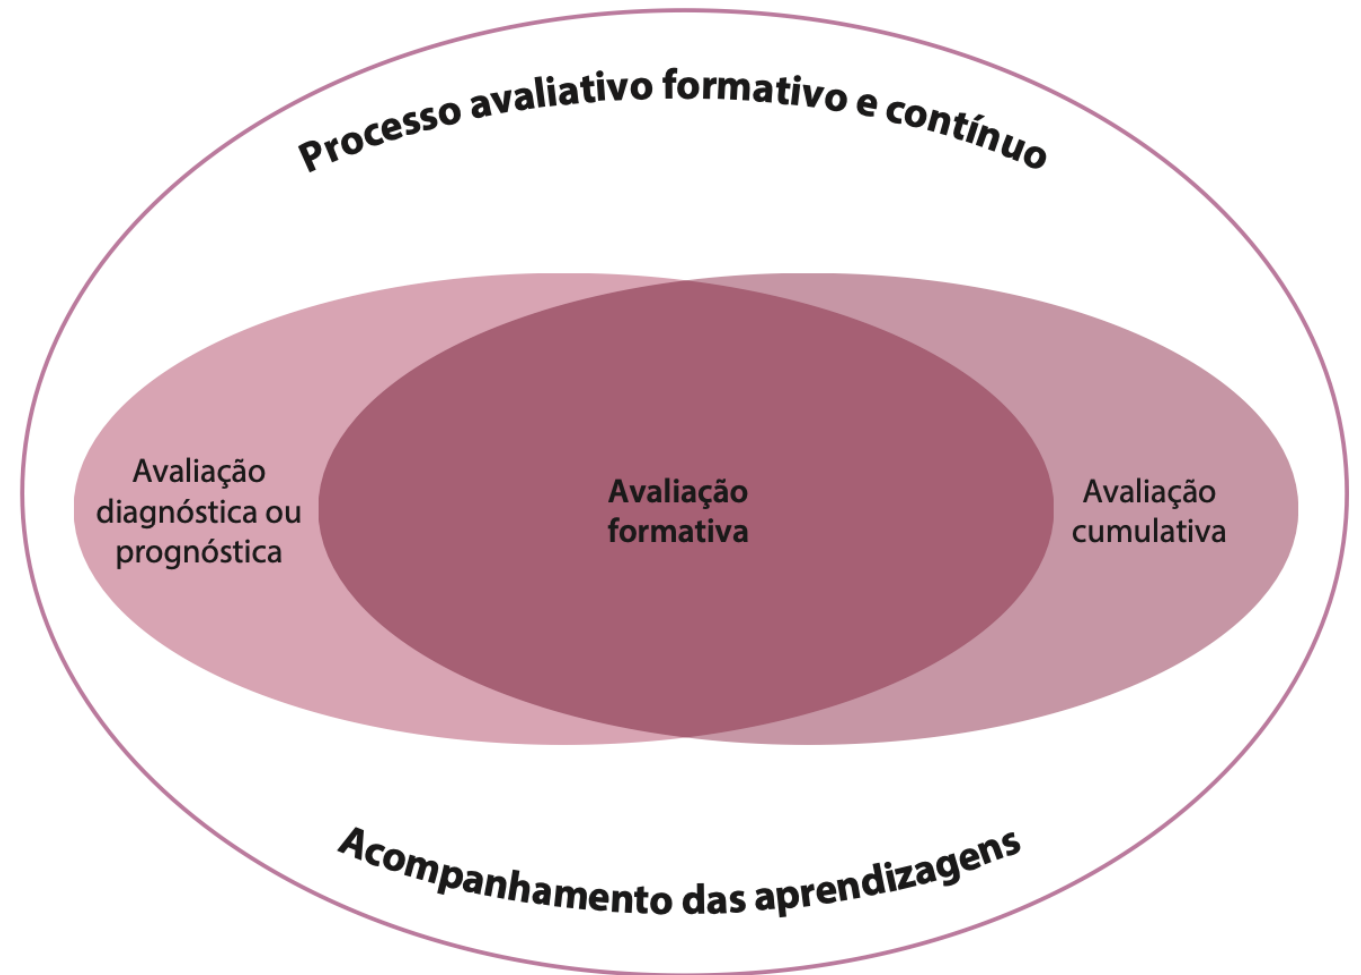 Processo avaliativo formativo e contínuo
Avaliação
diagnóstica ou
prognóstica
Avaliação
formativa
Avaliação
cumulativa
Acompanhamento das aprendizagens